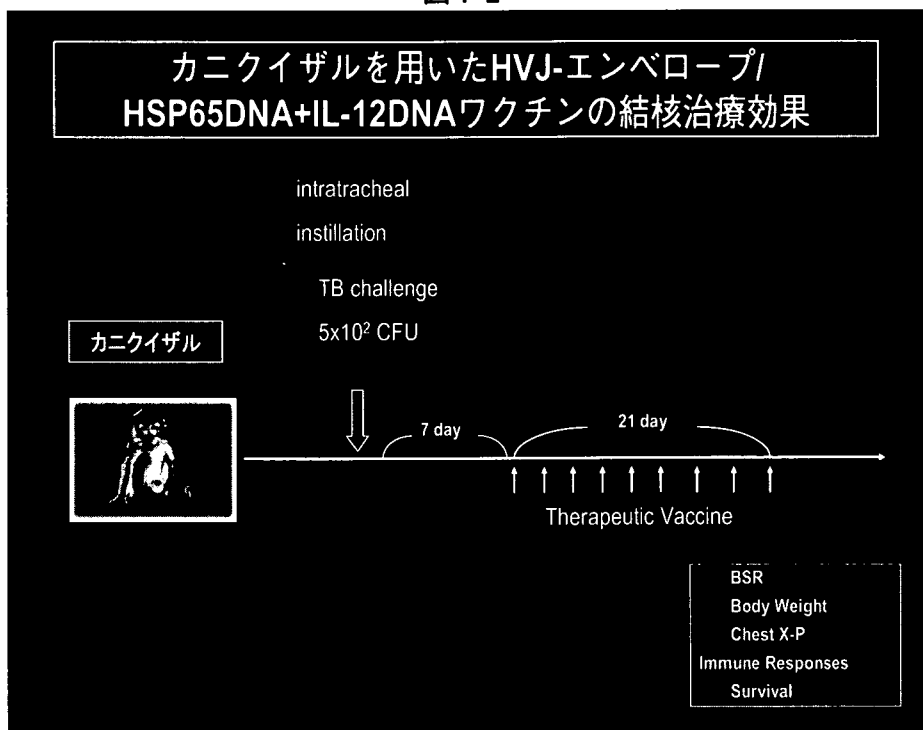 カニクイザルを用いたHVJ-エンベロープ/
HSP65DNA+IL-12DNAワクチンの結核治療効果
intratracheal
instillation
TB challenge
5x10² CFU
カニクイザル
7 day
21 day
Therapeutic Vaccine
BSR
Body Weight
Chest X-P
Immune Responses
Survival